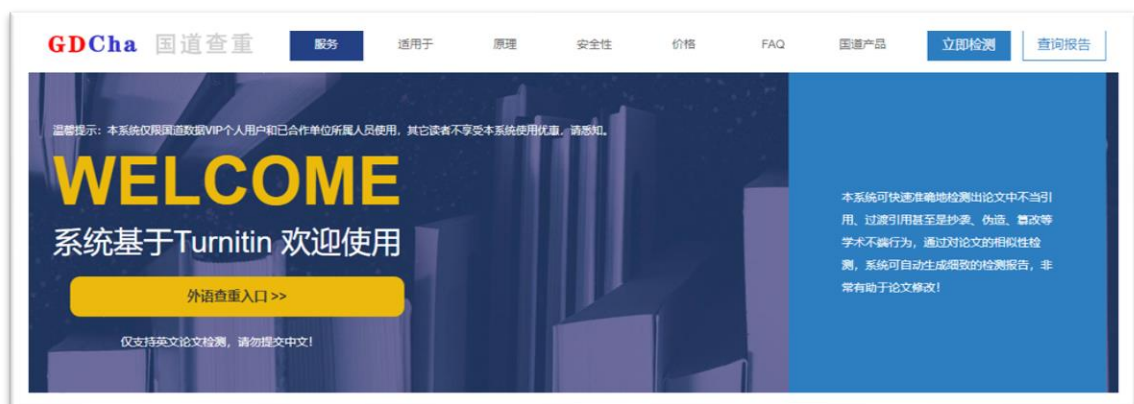 GDCha 国道查重 服务 适用于 原理 安全性 价格 FAQ 国道产品 立即检测 查询报告
温馨提示：本系统仅限国道数据VIP个人用户和已合作单位所属人员使用，其它读者不享受本系统使用优惠，请悉知。
WELCOME
系统基于Turnitin 欢迎使用
外语查重入口 >>
仅支持英文论文检测，请勿提交中文！
本系统可快速准确地检测出论文中不当引
用、过渡引用甚至是抄袭、伪造、篡改等
学术不端行为，通过对论文的相似性检
测，系统可自动生成细致的检测报告，非
常有助于论文修改！